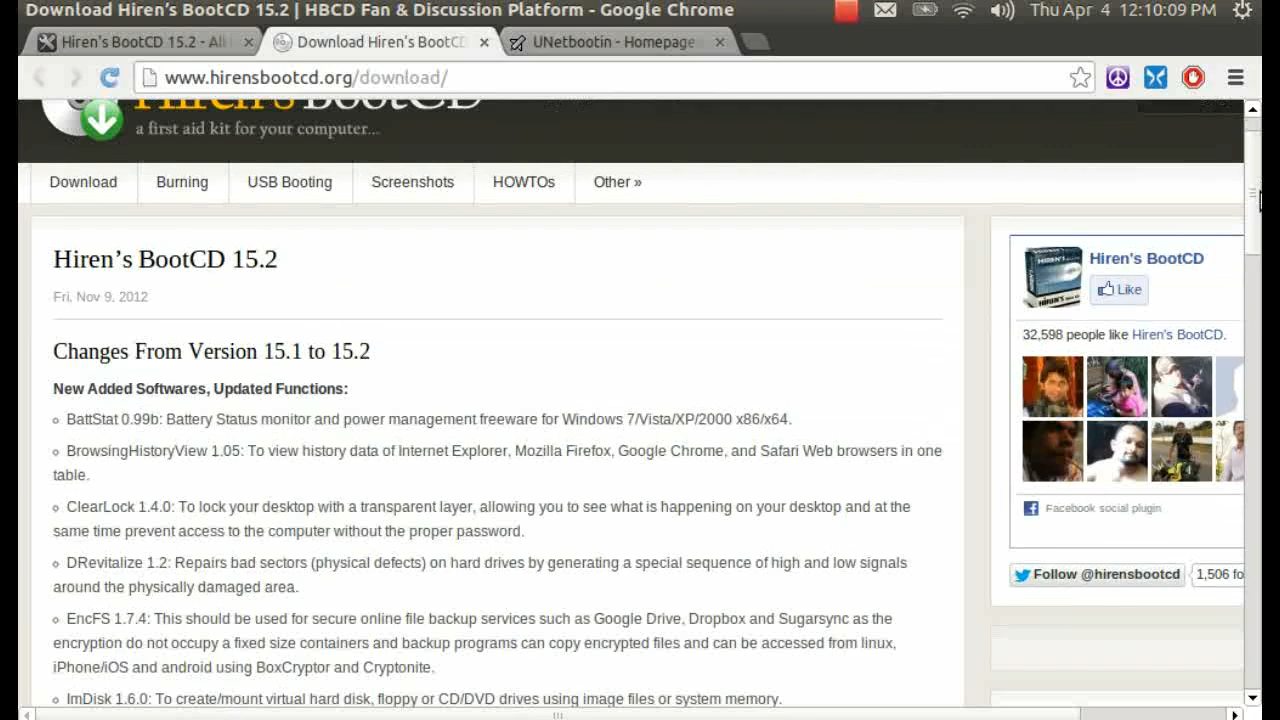 Download Hiren's BootCD 15.2 | HBCD Fan & Discussion Platform - Google Chrome
Thu Apr 4 12:10:09 PM
Hiren's BootCD 15.2 - All
Download Hiren's BootCD
UNetbootin - Homepage
www.hirensbootcd.org/download/
Hiren's BootCD
a first aid kit for your computer...
Download
Burning
USB Booting
Screenshots
HOWTOs
Other »
Hiren's BootCD 15.2
Fri, Nov 9, 2012
Changes From Version 15.1 to 15.2
New Added Softwares, Updated Functions:
BattStat 0.99b: Battery Status monitor and power management freeware for Windows 7/Vista/XP/2000 x86/x64.
BrowsingHistoryView 1.05: To view history data of Internet Explorer, Mozilla Firefox, Google Chrome, and Safari Web browsers in one
table.
ClearLock 1.4.0: To lock your desktop with a transparent layer, allowing you to see what is happening on your desktop and at the
same time prevent access to the computer without the proper password.
DRevitalize 1.2: Repairs bad sectors (physical defects) on hard drives by generating a special sequence of high and low signals
around the physically damaged area.
EncFS 1.7.4: This should be used for secure online file backup services such as Google Drive, Dropbox and Sugarsync as the
encryption do not occupy a fixed size containers and backup programs can copy encrypted files and can be accessed from linux,
iPhone/iOS and android using BoxCryptor and Cryptonite.
ImDisk 1.6.0: To create/mount virtual hard disk, floppy or CD/DVD drives using image files or system memory.
Hiren's BootCD
Like
32,598 people like Hiren's BootCD.
Facebook social plugin
Follow @hirensbootcd
1,506 fo